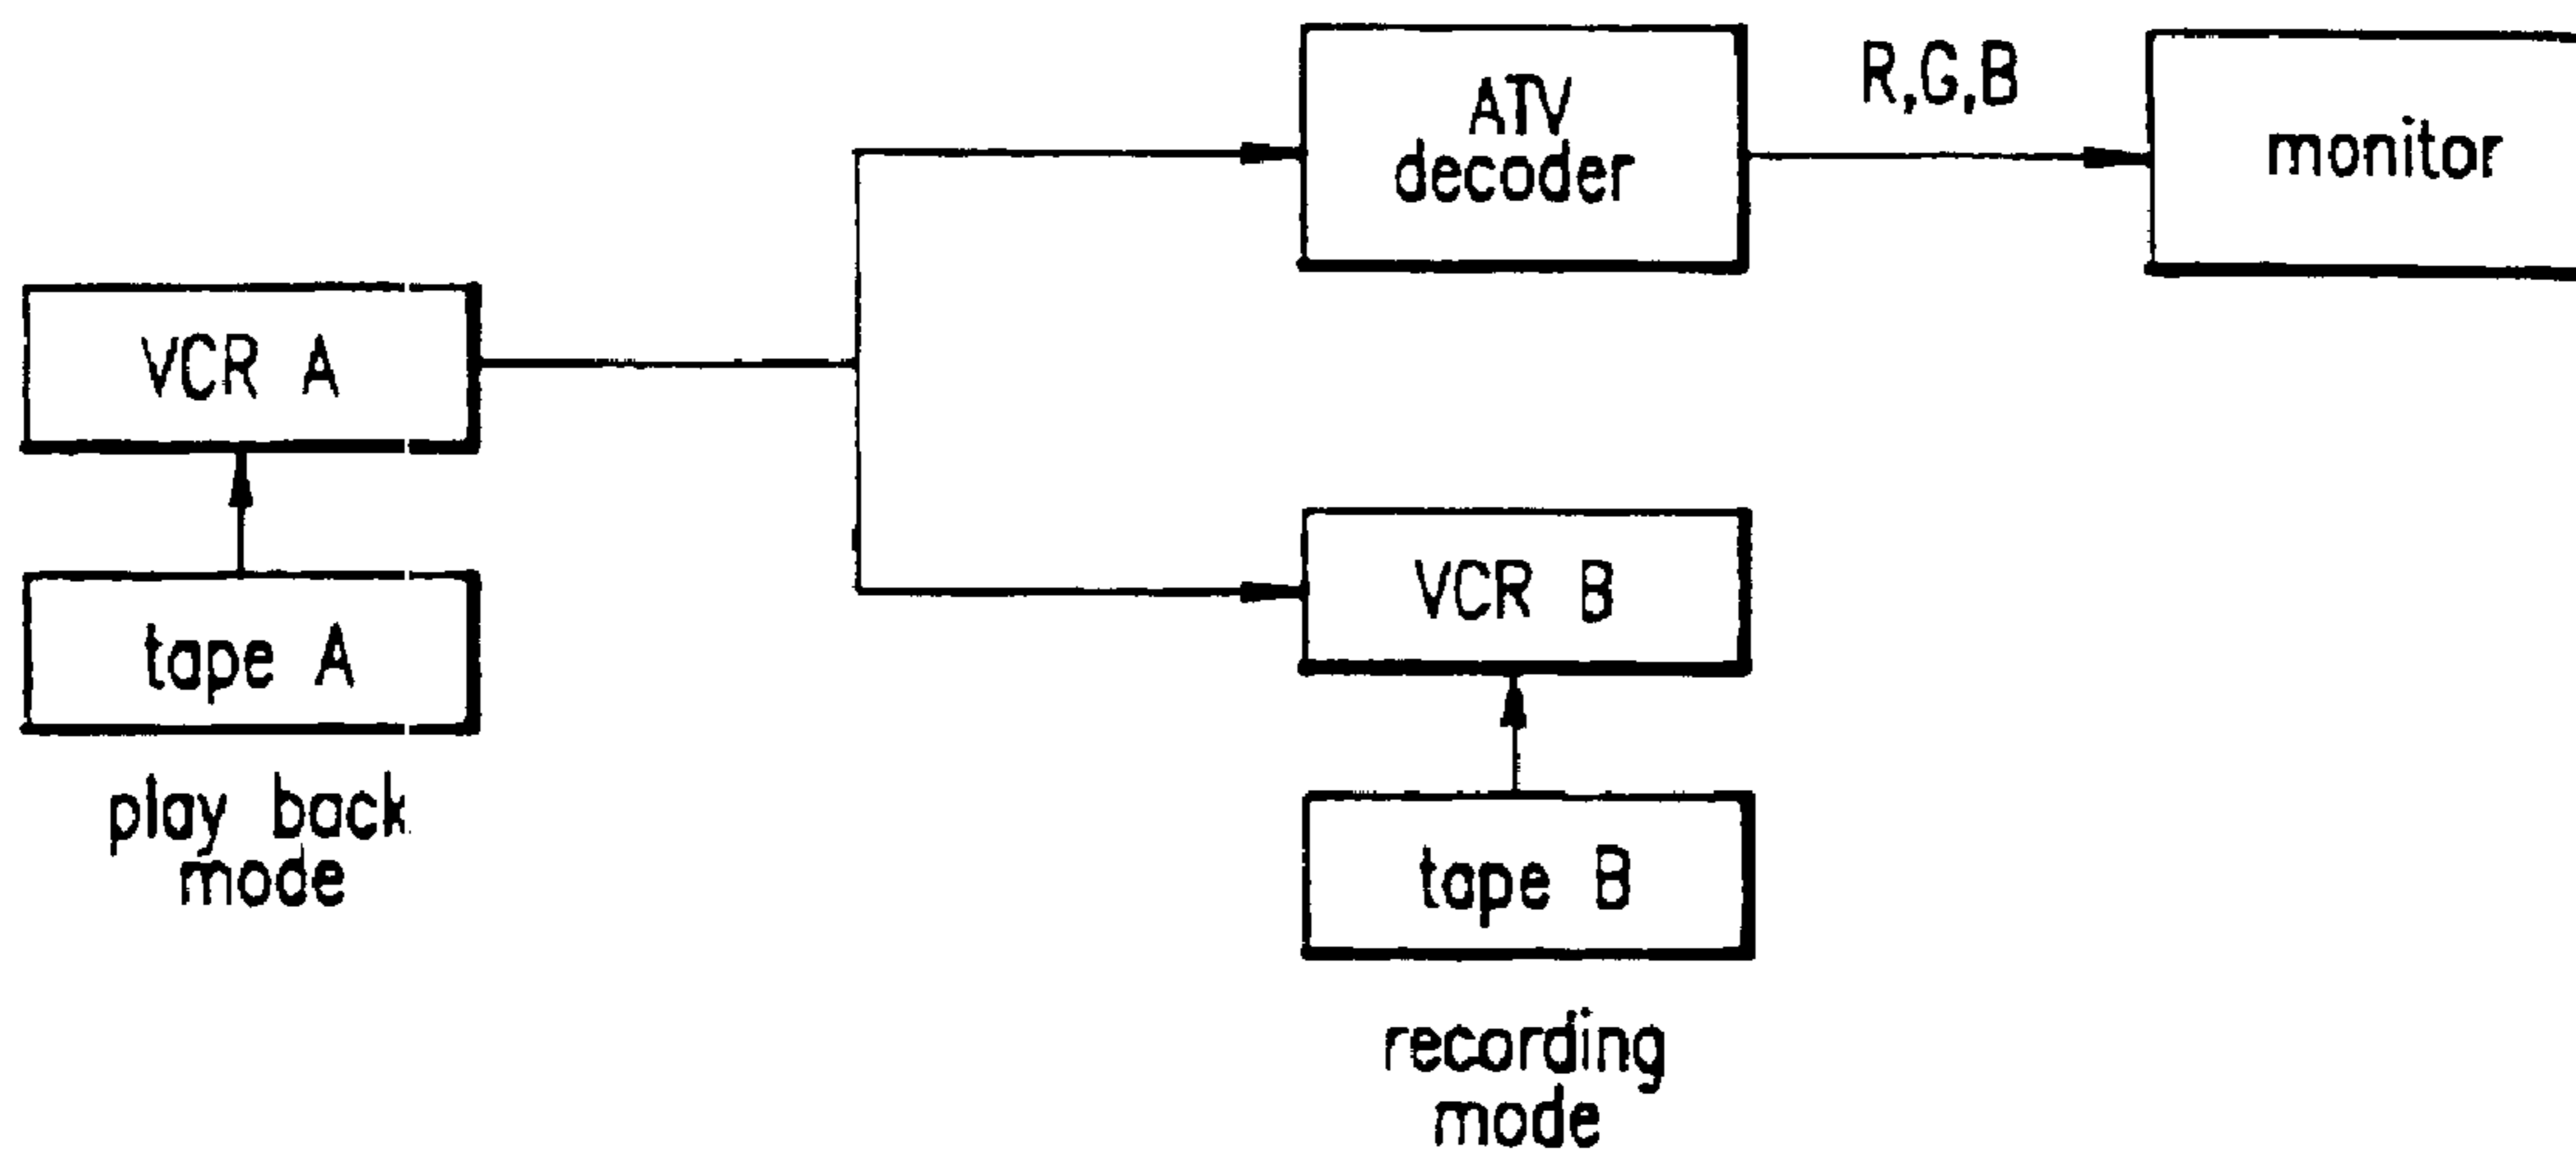 ATV
decoder
R,G,B
monitor
VCR A
tape A
play back
mode
VCR B
tape B
recording
mode